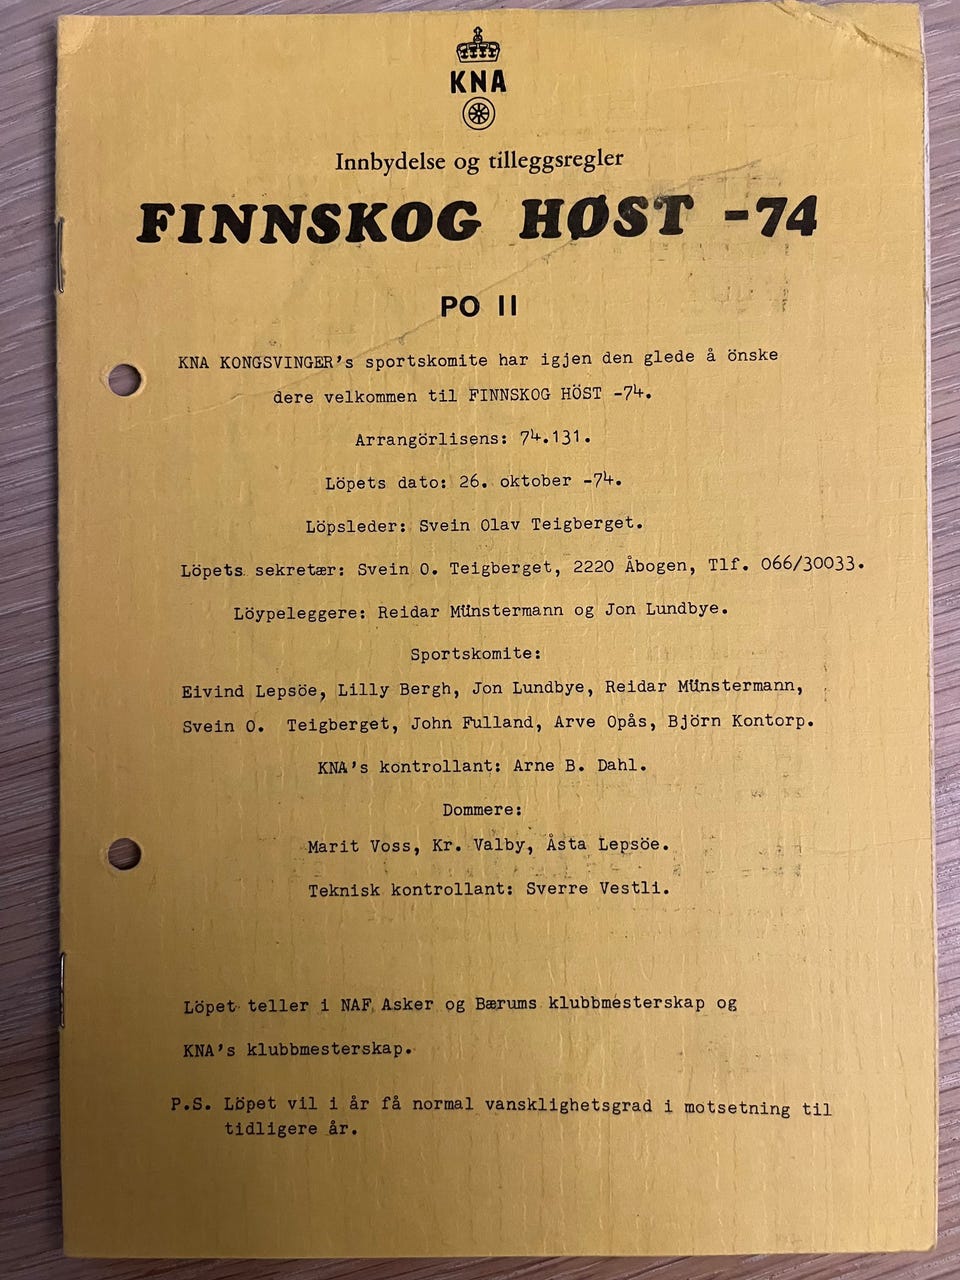 KNA
Innbydelse og tilleggsregler
FINNSKOG HØST -74
PO II
KNA KONGSVINGER's sportskomite har igjen den glede å önske
dere velkommen til FINNSKOG HÖST -74.
Arrangörlisens: 74.131.
Löpets dato: 26. oktober -74.
Löpsleder: Svein Olav Teigberget.
Löpets sekretær: Svein O. Teigberget, 2220 Åbogen, Tlf. 066/30033.
Löypeleggere: Reidar Münstermann og Jon Lundbye.
Sportskomite:
Eivind Lepsöe, Lilly Bergh, Jon Lundbye, Reidar Münstermann,
Svein O. Teigberget, John Fulland, Arve Opås, Björn Kontorp.
KNA's kontrollant: Arne B. Dahl.
Dommere:
Marit Voss, Kr. Valby, Åsta Lepsöe.
Teknisk kontrollant: Sverre Vestli.
Löpet teller i NAF, Asker og Bærums klubbmesterskap og
KNA's klubbmesterskap.
P.S. Löpet vil i år få normal vansklighetsgrad i motsetning til
tidligere år.